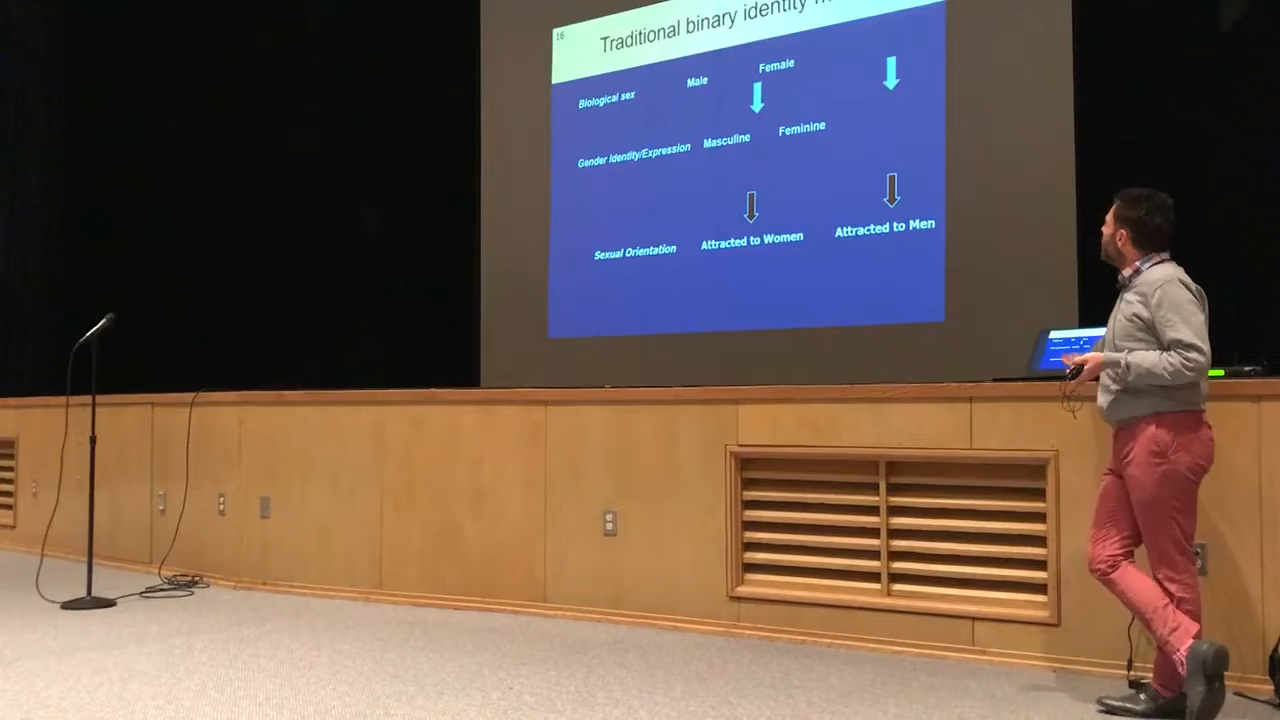 16
Traditional binary identity
Biological sex Male Female
Gender Identity/Expression Masculine Feminine
Sexual Orientation Attracted to Women Attracted to Men